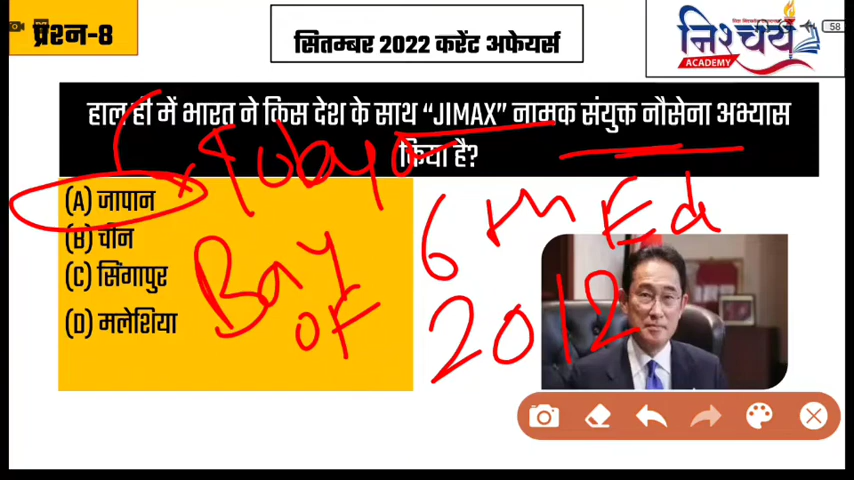 प्रश्न-8
सितम्बर 2022 करेंट अफेयर्स
निश्चय
ACADEMY
58
हाल ही में भारत ने किस देश के साथ “JIMAX” नामक संयुक्त नौसेना अभ्यास
किया है?
(A) जापान
(B) चीन
(C) सिंगापुर
(D) मलेशिया
Bay
OF
6th Ed
2012